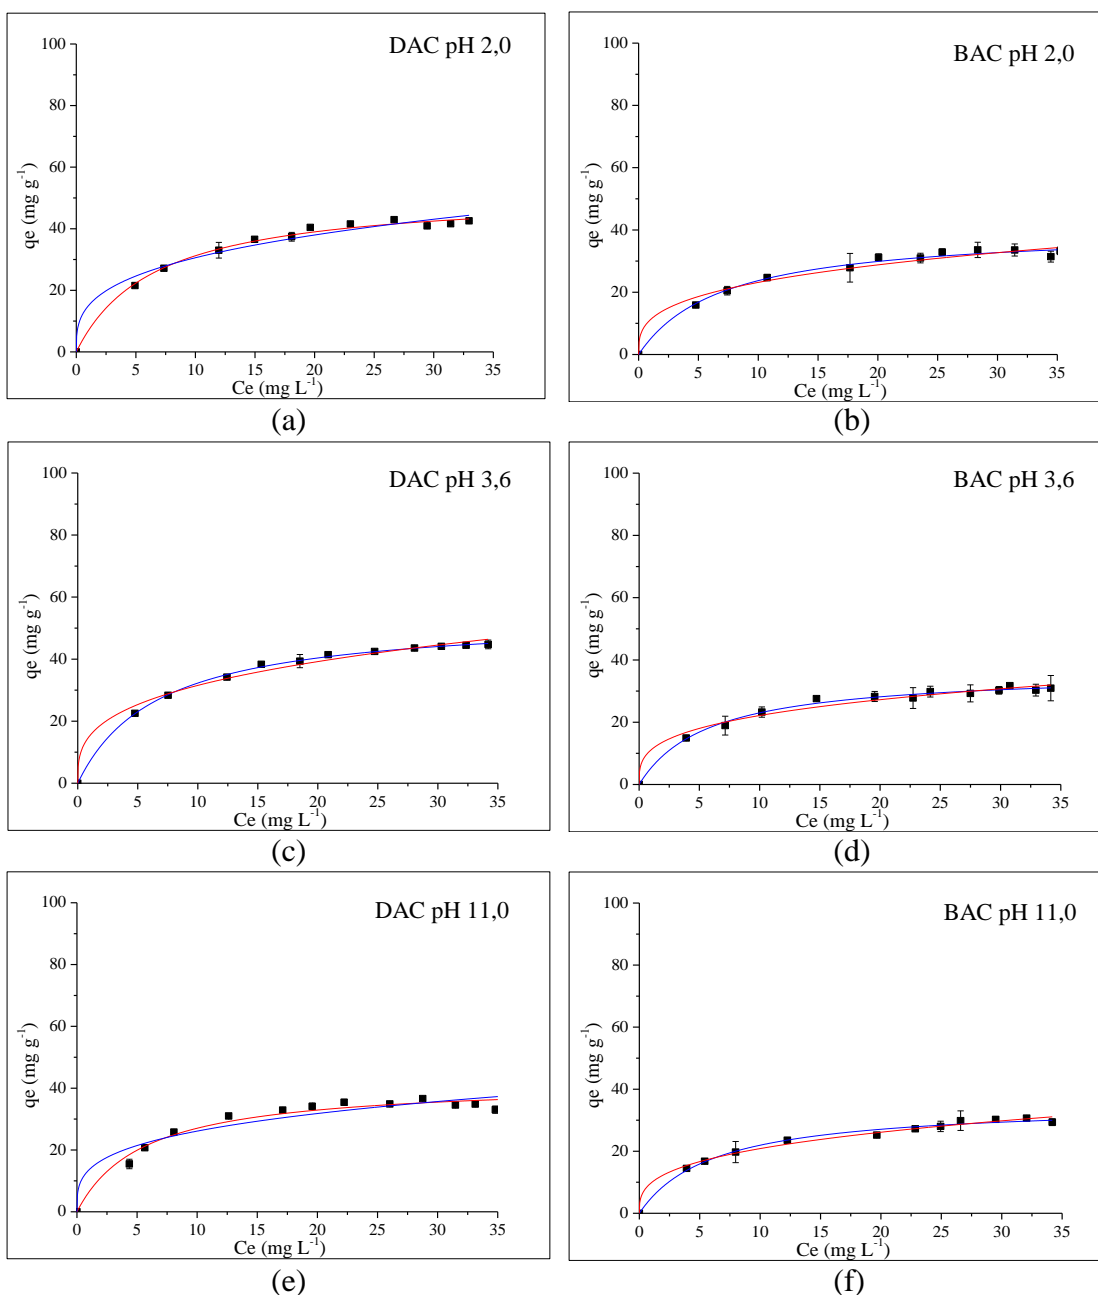 DAC pH 2,0
100
80
60
40
20
0
qe (mg g⁻¹)
0 5 10 15 20 25 30 35
Ce (mg L⁻¹)
(a)
BAC pH 2,0
100
80
60
40
20
0
qe (mg g⁻¹)
0 5 10 15 20 25 30 35
Ce (mg L⁻¹)
(b)
DAC pH 3,6
100
80
60
40
20
0
qe (mg g⁻¹)
0 5 10 15 20 25 30 35
Ce (mg L⁻¹)
(c)
BAC pH 3,6
100
80
60
40
20
0
qe (mg g⁻¹)
0 5 10 15 20 25 30 35
Ce (mg L⁻¹)
(d)
DAC pH 11,0
100
80
60
40
20
0
qe (mg g⁻¹)
0 5 10 15 20 25 30 35
Ce (mg L⁻¹)
(e)
BAC pH 11,0
100
80
60
40
20
0
qe (mg g⁻¹)
0 5 10 15 20 25 30 35
Ce (mg L⁻¹)
(f)